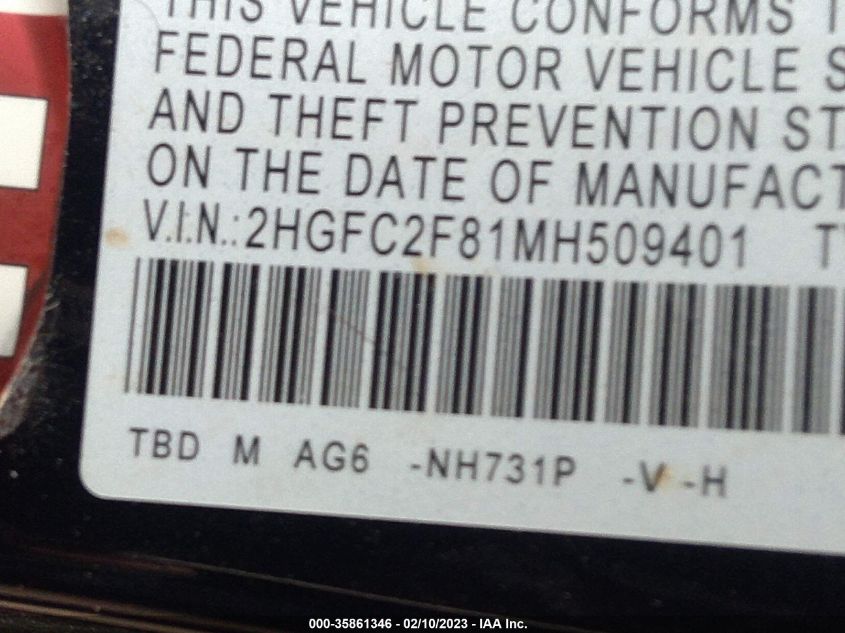 THIS VEHICLE CONFORMS T
FEDERAL MOTOR VEHICLE S
AND THEFT PREVENTION ST
ON THE DATE OF MANUFACT
V.I.N.:2HGFC2F81MH509401 TY
TBD M AG6 -NH731P -V -H
000-35861346 - 02/10/2023 - IAA Inc.